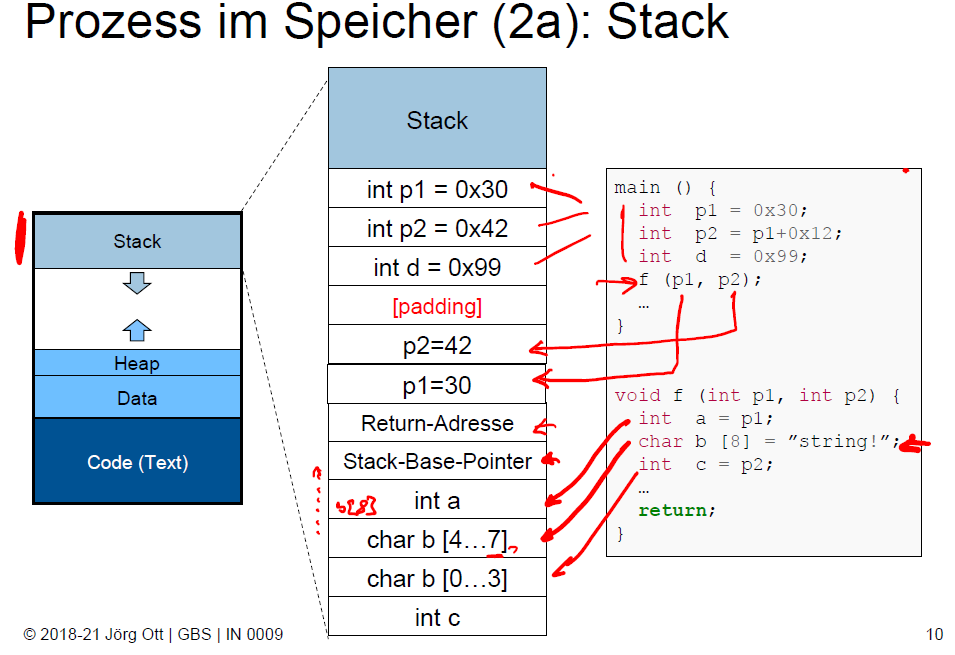 Prozess im Speicher (2a): Stack
Stack
Heap
Data
Code (Text)
Stack
int p1 = 0x30
int p2 = 0x42
int d = 0x99
[padding]
p2=42
p1=30
Return-Adresse
Stack-Base-Pointer
int a
b[8]
char b [4…7]
char b [0…3]
int c
main () {
int  p1 = 0x30;
int  p2 = p1+0x12;
int  d  = 0x99;
f (p1, p2);
…
}
void f (int p1, int p2) {
int  a = p1;
char b [8] = ”string!”;
int  c = p2;
…
return;
}
© 2018-21 Jörg Ott | GBS | IN 0009
10